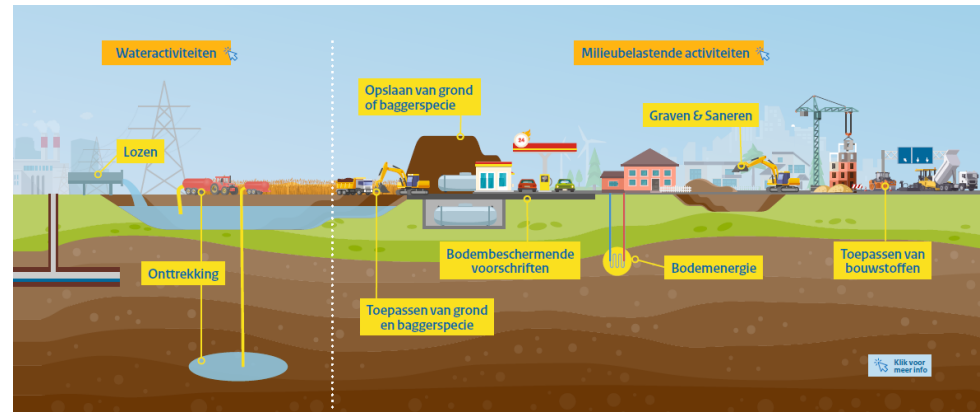 Wateractiviteiten
Milieubelastende activiteiten
Opslaan van grond
of baggerspecie
Graven & Saneren
Lozen
24
Onttrekking
Bodembeschermende
voorschriften
Bodemenergie
Toepassen van
bouwstoffen
Toepassen van grond
en baggerspecie
Klik voor
meer info